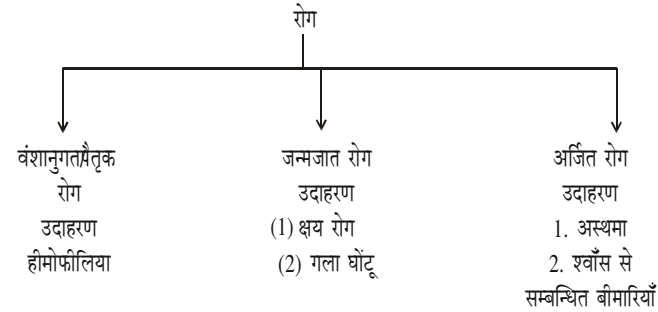 रोग
वंशानुगत/पैतृक
रोग
उदाहरण
हीमोफीलिया
जन्मजात रोग
उदाहरण
(1) क्षय रोग
(2) गला घोंटू
अर्जित रोग
उदाहरण
1. अस्थमा
2. श्वाँस से
सम्बन्धित बीमारियाँ